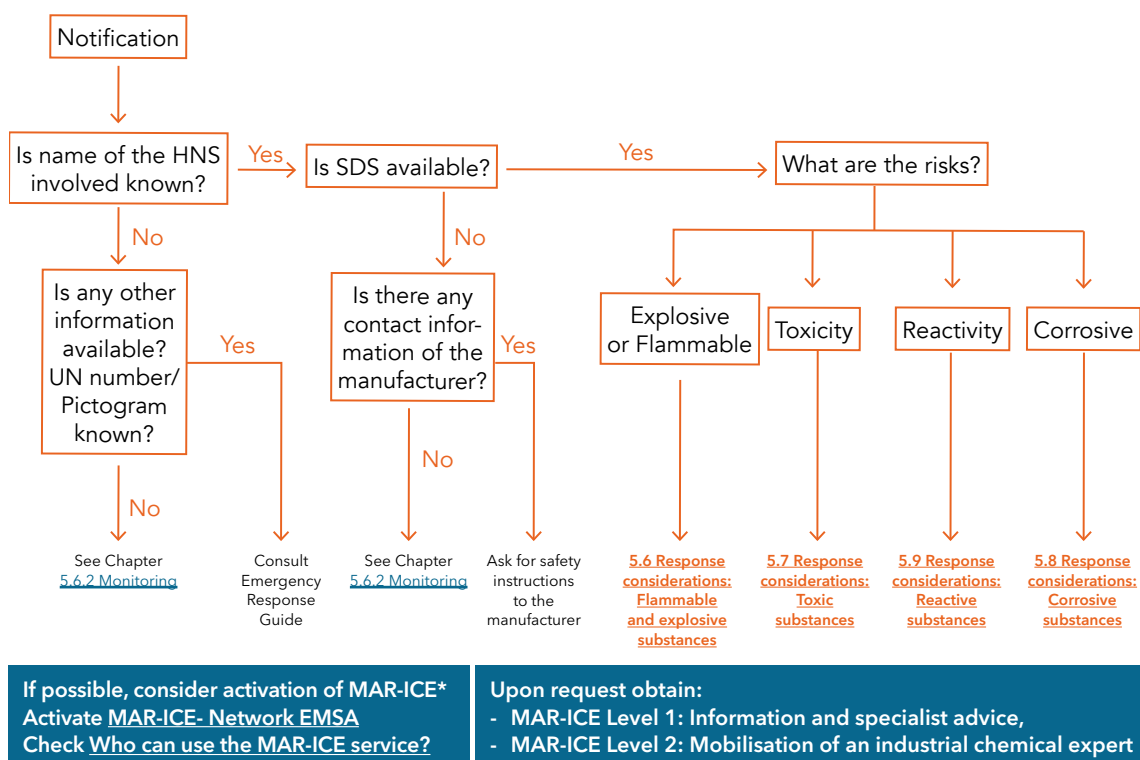 Notification
Is name of the HNS
involved known?
Yes
Is SDS available?
Yes
What are the risks?
No
No
Is any other
information
available?
UN number/
Pictogram
known?
Yes
Is there any
contact infor-
mation of the
manufacturer?
Yes
Explosive
or Flammable
Toxicity
Reactivity
Corrosive
No
No
See Chapter
5.6.2 Monitoring
Consult
Emergency
Response
Guide
See Chapter
5.6.2 Monitoring
Ask for safety
instructions
to the
manufacturer
5.6 Response
considerations:
Flammable
and explosive
substances
5.7 Response
considerations:
Toxic
substances
5.9 Response
considerations:
Reactive
substances
5.8 Response
considerations:
Corrosive
substances
If possible, consider activation of MAR-ICE*
Activate MAR-ICE- Network EMSA
Check Who can use the MAR-ICE service?
Upon request obtain:
- MAR-ICE Level 1: Information and specialist advice,
- MAR-ICE Level 2: Mobilisation of an industrial chemical expert